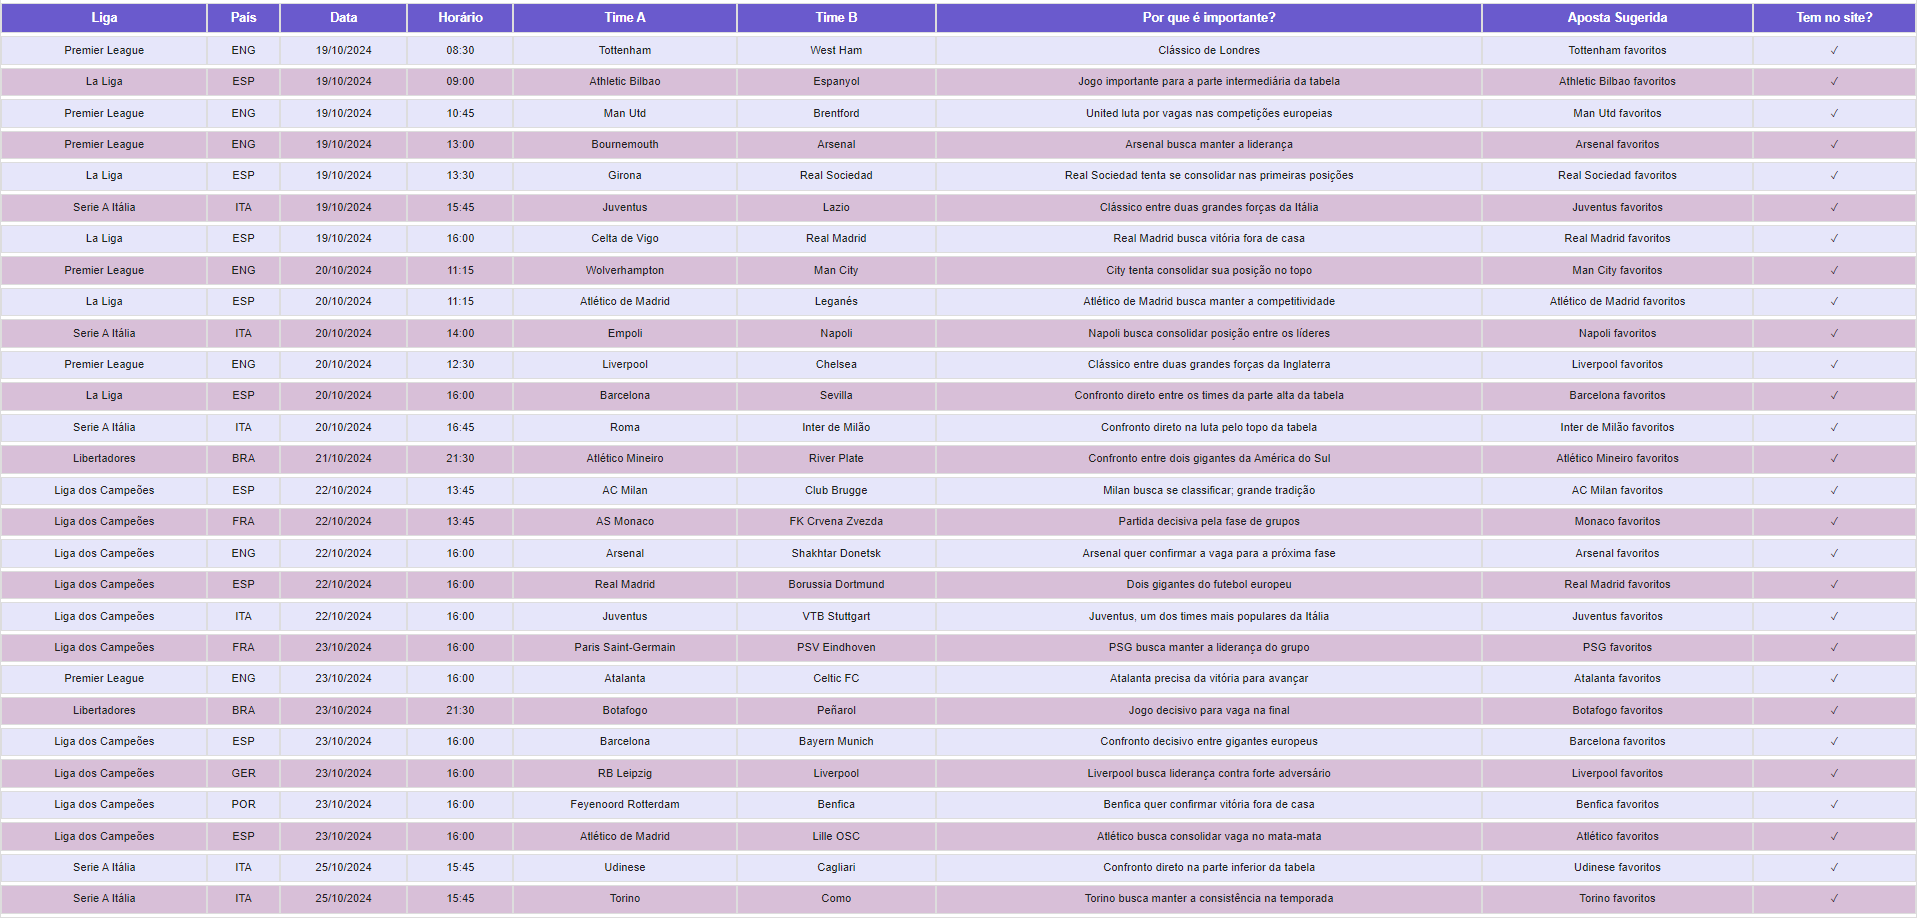 Liga País Data Horário Time A Time B Por que é importante? Aposta Sugerida Tem no site?
Premier League ENG 19/10/2024 08:30 Tottenham West Ham Clássico de Londres Tottenham favoritos ✓
La Liga ESP 19/10/2024 09:00 Athletic Bilbao Espanyol Jogo importante para a parte intermediária da tabela Athletic Bilbao favoritos ✓
Premier League ENG 19/10/2024 10:45 Man Utd Brentford United luta por vagas nas competições europeias Man Utd favoritos ✓
Premier League ENG 19/10/2024 13:00 Bournemouth Arsenal Arsenal busca manter a liderança Arsenal favoritos ✓
La Liga ESP 19/10/2024 13:30 Girona Real Sociedad Real Sociedad tenta se consolidar nas primeiras posições Real Sociedad favoritos ✓
Serie A Itália ITA 19/10/2024 15:45 Juventus Lazio Clássico entre duas grandes forças da Itália Juventus favoritos ✓
La Liga ESP 19/10/2024 16:00 Celta de Vigo Real Madrid Real Madrid busca vitória fora de casa Real Madrid favoritos ✓
Premier League ENG 20/10/2024 11:15 Wolverhampton Man City City tenta consolidar sua posição no topo Man City favoritos ✓
La Liga ESP 20/10/2024 11:15 Atlético de Madrid Leganés Atlético de Madrid busca manter a competitividade Atlético de Madrid favoritos ✓
Serie A Itália ITA 20/10/2024 14:00 Empoli Napoli Napoli busca consolidar posição entre os líderes Napoli favoritos ✓
Premier League ENG 20/10/2024 12:30 Liverpool Chelsea Clássico entre duas grandes forças da Inglaterra Liverpool favoritos ✓
La Liga ESP 20/10/2024 16:00 Barcelona Sevilla Confronto direto entre os times da parte alta da tabela Barcelona favoritos ✓
Serie A Itália ITA 20/10/2024 16:45 Roma Inter de Milão Confronto direto na luta pelo topo da tabela Inter de Milão favoritos ✓
Libertadores BRA 21/10/2024 21:30 Atlético Mineiro River Plate Confronto entre dois gigantes da América do Sul Atlético Mineiro favoritos ✓
Liga dos Campeões ESP 22/10/2024 13:45 AC Milan Club Brugge Milan busca se classificar; grande tradição AC Milan favoritos ✓
Liga dos Campeões FRA 22/10/2024 13:45 AS Monaco FK Crvena Zvezda Partida decisiva pela fase de grupos Monaco favoritos ✓
Liga dos Campeões ENG 22/10/2024 16:00 Arsenal Shakhtar Donetsk Arsenal quer confirmar a vaga para a próxima fase Arsenal favoritos ✓
Liga dos Campeões ESP 22/10/2024 16:00 Real Madrid Borussia Dortmund Dois gigantes do futebol europeu Real Madrid favoritos ✓
Liga dos Campeões ITA 22/10/2024 16:00 Juventus VTB Stuttgart Juventus, um dos times mais populares da Itália Juventus favoritos ✓
Liga dos Campeões FRA 23/10/2024 16:00 Paris Saint-Germain PSV Eindhoven PSG busca manter a liderança do grupo PSG favoritos ✓
Premier League ENG 23/10/2024 16:00 Atalanta Celtic FC Atalanta precisa da vitória para avançar Atalanta favoritos ✓
Libertadores BRA 23/10/2024 21:30 Botafogo Peñarol Jogo decisivo para vaga na final Botafogo favoritos ✓
Liga dos Campeões ESP 23/10/2024 16:00 Barcelona Bayern Munich Confronto decisivo entre gigantes europeus Barcelona favoritos ✓
Liga dos Campeões GER 23/10/2024 16:00 RB Leipzig Liverpool Liverpool busca liderança contra forte adversário Liverpool favoritos ✓
Liga dos Campeões POR 23/10/2024 16:00 Feyenoord Rotterdam Benfica Benfica quer confirmar vitória fora de casa Benfica favoritos ✓
Liga dos Campeões ESP 23/10/2024 16:00 Atlético de Madrid Lille OSC Atlético busca consolidar vaga no mata-mata Atlético favoritos ✓
Serie A Itália ITA 25/10/2024 15:45 Udinese Cagliari Confronto direto na parte inferior da tabela Udinese favoritos ✓
Serie A Itália ITA 25/10/2024 15:45 Torino Como Torino busca manter a consistência na temporada Torino favoritos ✓